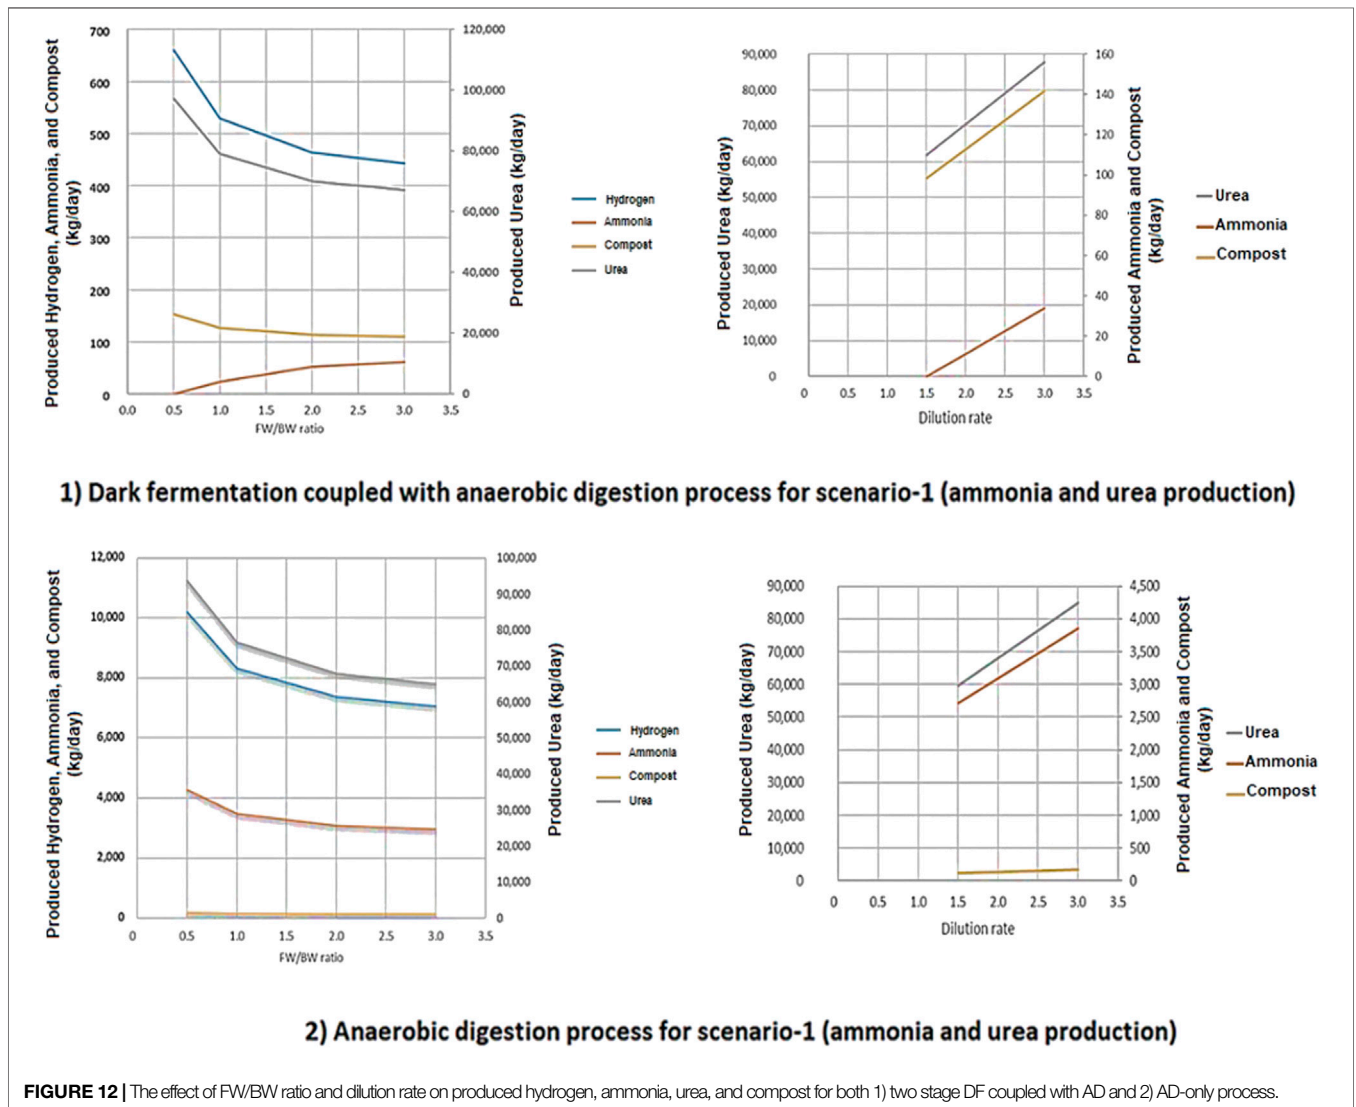 Produced Hydrogen, Ammonia, and Compost
(kg/day)
700
600
500
400
300
200
100
0
120,000
100,000
80,000
60,000
40,000
20,000
0
Produced Urea (kg/day)
0.0 0.5 1.0 1.5 2.0 2.5 3.0 3.5
FW/BW ratio
Hydrogen
Ammonia
Compost
Urea
Produced Urea (kg/day)
90,000
80,000
70,000
60,000
50,000
40,000
30,000
20,000
10,000
0
160
140
120
100
80
60
40
20
0
Produced Ammonia and Compost
(kg/day)
0 0.5 1.0 1.5 2.0 2.5 3.0 3.5
Dilution rate
Urea
Ammonia
Compost
1) Dark fermentation coupled with anaerobic digestion process for scenario-1 (ammonia and urea production)
Produced Hydrogen, Ammonia, and Compost
(kg/day)
12,000
10,000
8,000
6,000
4,000
2,000
0
100,000
90,000
80,000
70,000
60,000
50,000
40,000
30,000
20,000
10,000
0
Produced Urea (kg/day)
0 0.5 1.0 1.5 2.0 2.5 3.0 3.5
FW/BW ratio
Hydrogen
Ammonia
Compost
Urea
Produced Urea (kg/day)
90,000
80,000
70,000
60,000
50,000
40,000
30,000
20,000
10,000
0
4,500
4,000
3,500
3,000
2,500
2,000
1,500
1,000
500
0
Produced Ammonia and Compost
(kg/day)
0 0.5 1.0 1.5 2.0 2.5 3.0 3.5
Dilution rate
Urea
Ammonia
Compost
2) Anaerobic digestion process for scenario-1 (ammonia and urea production)
FIGURE 12 | The effect of FW/BW ratio and dilution rate on produced hydrogen, ammonia, urea, and compost for both 1) two stage DF coupled with AD and 2) AD-only process.